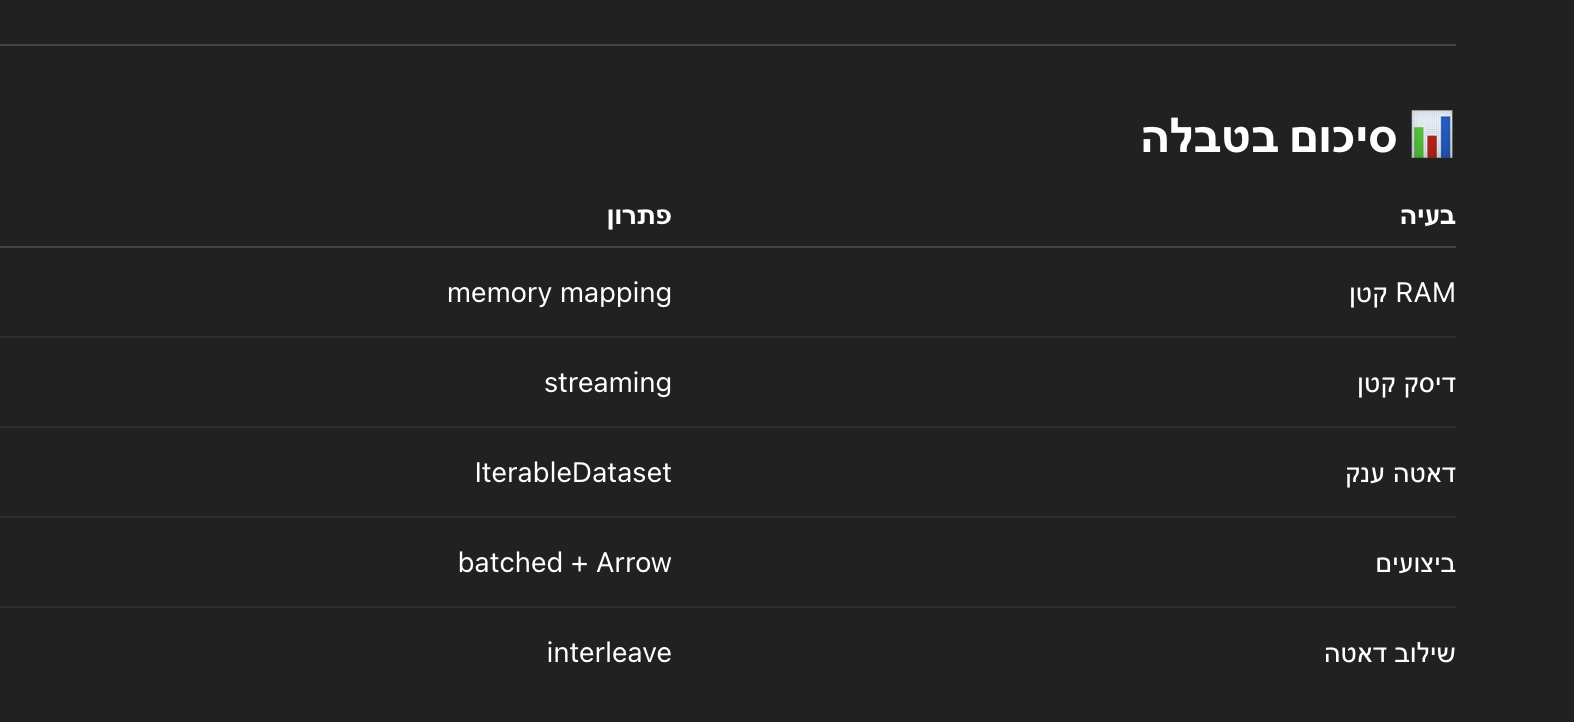 📊 סיכום בטבלה
בעיה פתרון
RAM קטן memory mapping
דיסק קטן streaming
דאטה ענק IterableDataset
ביצועים batched + Arrow
שילוב דאטה interleave